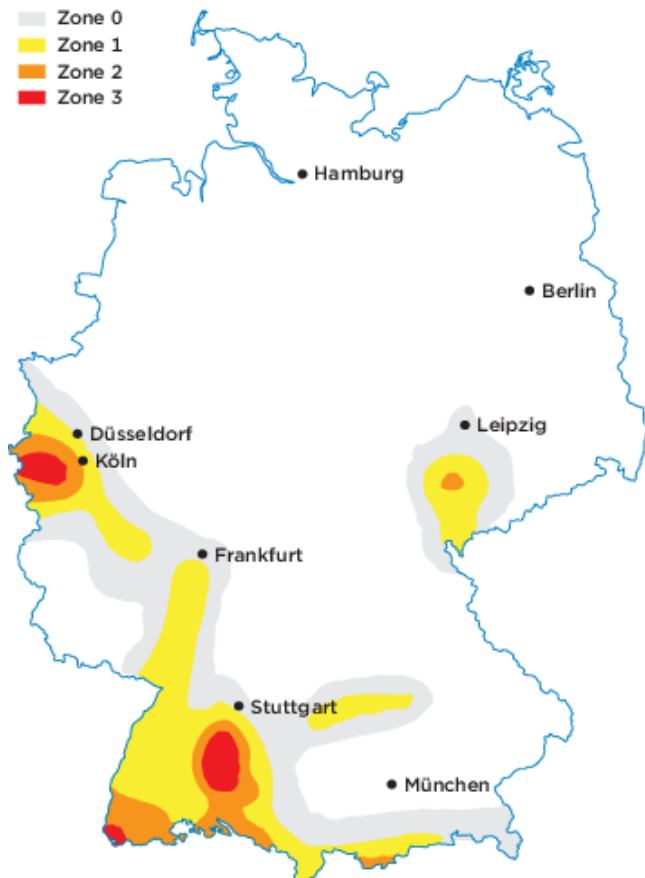 Zone 0
Zone 1
Zone 2
Zone 3
Hamburg
Berlin
Leipzig
Düsseldorf
Köln
Frankfurt
Stuttgart
München